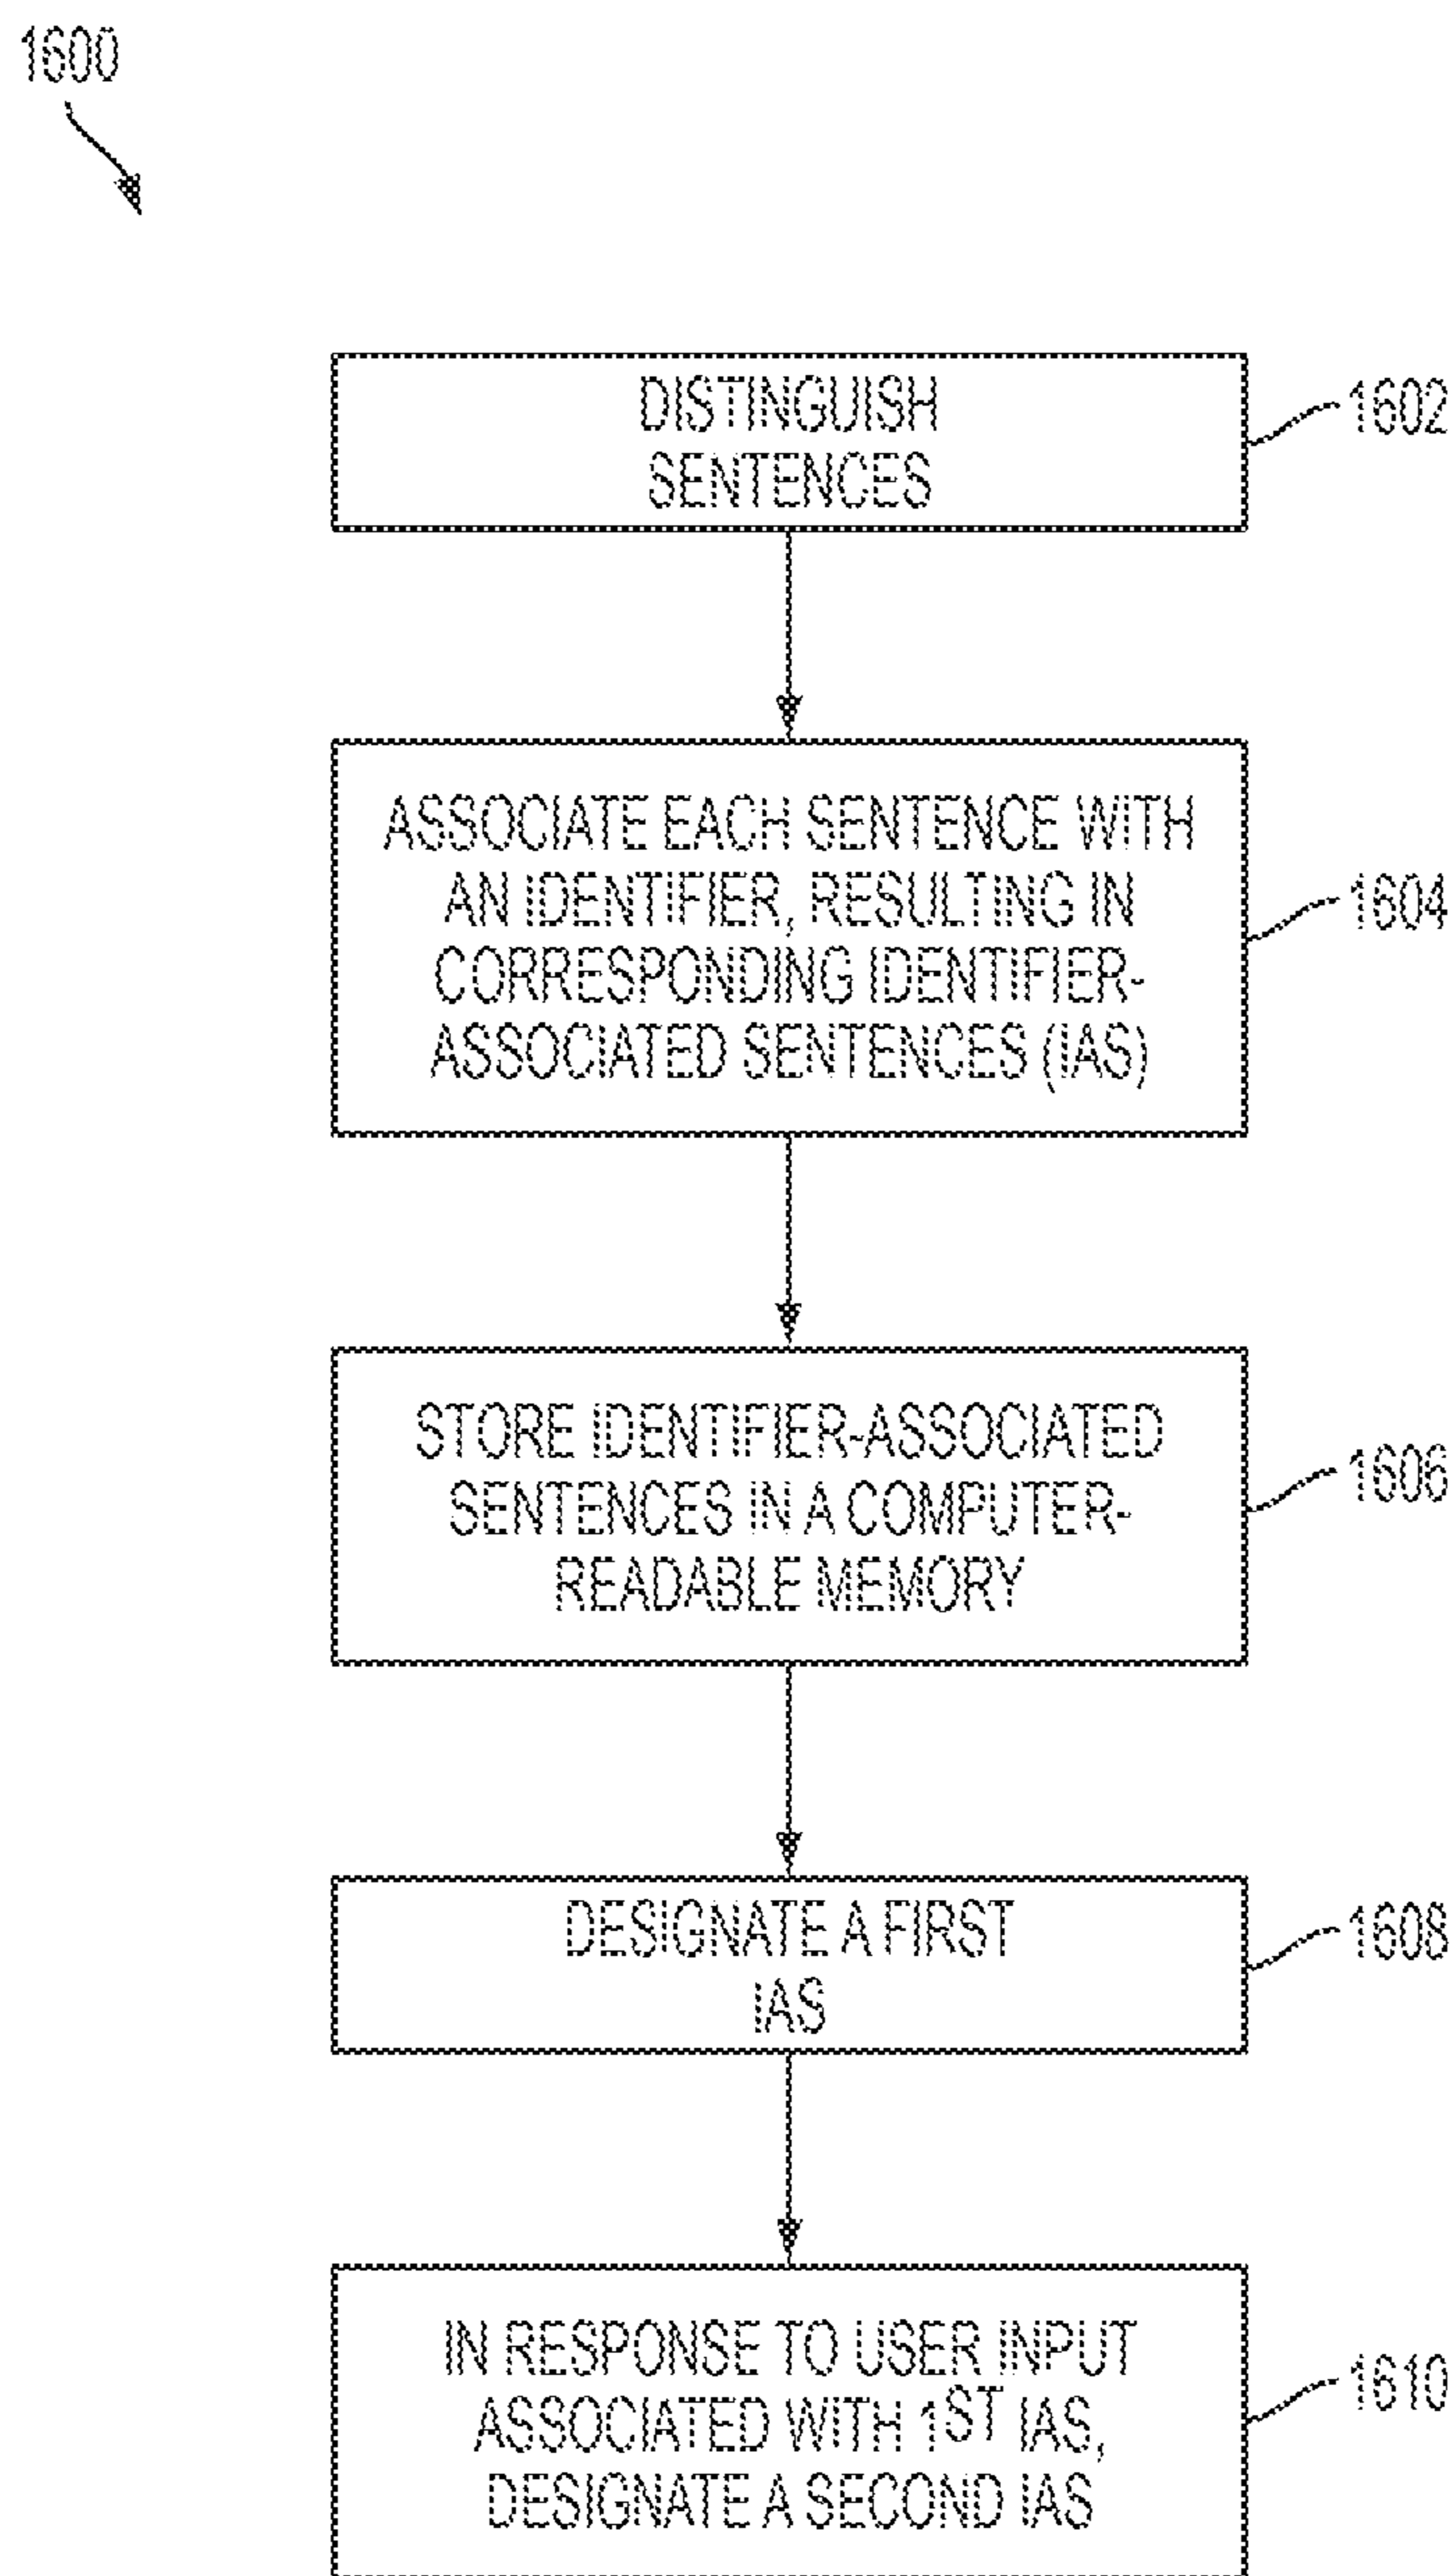 1600
DISTINGUISH
SENTENCES
1602
ASSOCIATE EACH SENTENCE WITH
AN IDENTIFIER, RESULTING IN
CORRESPONDING IDENTIFIER-
ASSOCIATED SENTENCES (IAS)
1604
STORE IDENTIFIER-ASSOCIATED
SENTENCES IN A COMPUTER-
READABLE MEMORY
1606
DESIGNATE A FIRST
IAS
1608
IN RESPONSE TO USER INPUT
ASSOCIATED WITH 1ST IAS,
DESIGNATE A SECOND IAS
1610